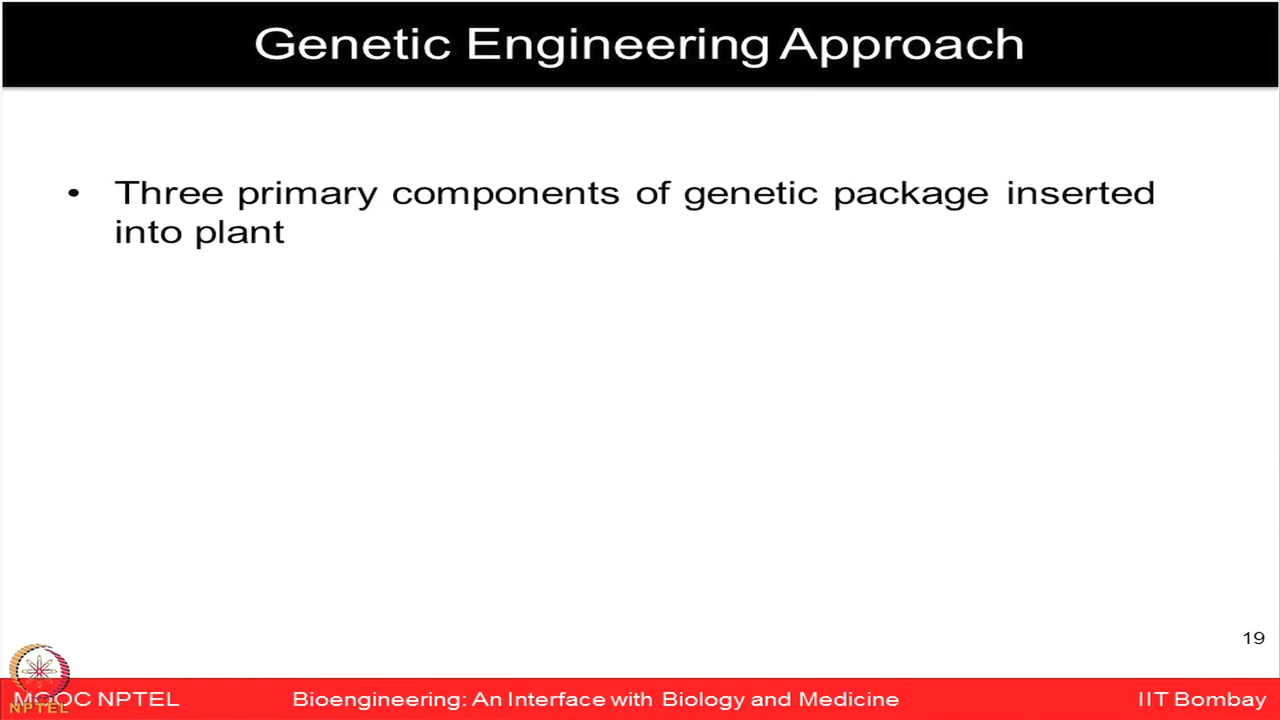 Genetic Engineering Approach
• Three primary components of genetic package inserted
into plant
19
MOOC NPTEL Bioengineering: An Interface with Biology and Medicine IIT Bombay
NPTEL